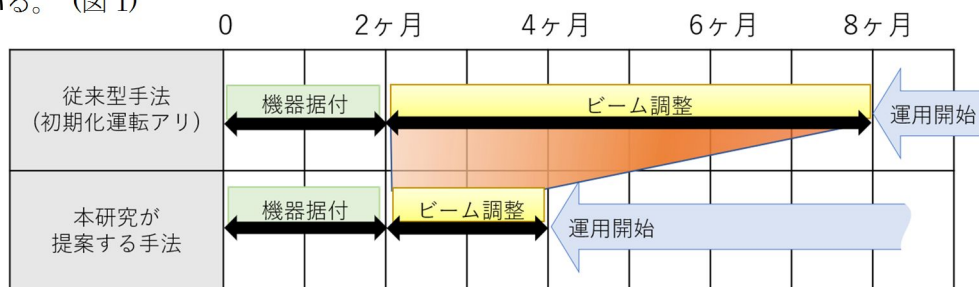 いる。 (図1)
0 2ヶ月 4ヶ月 6ヶ月 8ヶ月
従来型手法
(初期化運転アリ)
機器据付
ビーム調整
運用開始
本研究が
提案する手法
機器据付
ビーム調整
運用開始